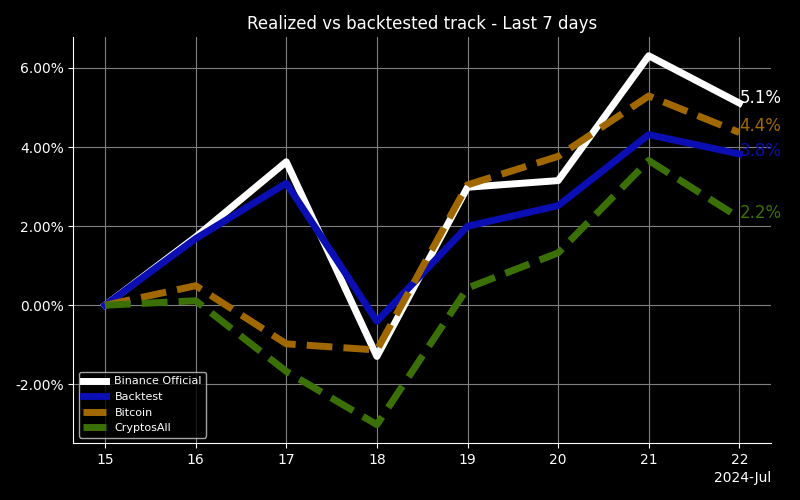 Realized vs backtested track - Last 7 days
6.00%
4.00%
2.00%
0.00%
-2.00%
5.1%
4.4%
3.8%
2.2%
Binance Official
Backtest
Bitcoin
CryptosAll
15 16 17 18 19 20 21 22
2024-Jul